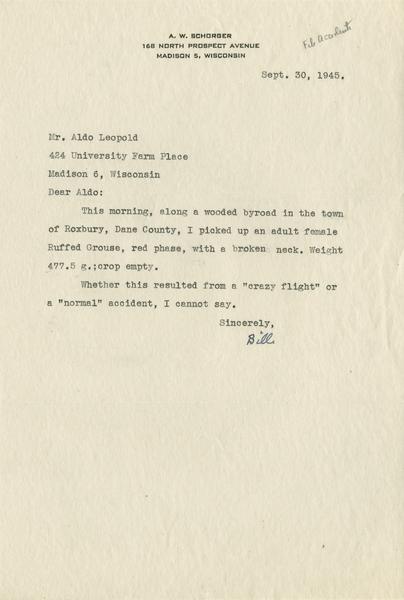 A. W. SCHORGER
168 NORTH PROSPECT AVENUE
MADISON 5, WISCONSIN
Sept. 30, 1945.
Mr. Aldo Leopold
424 University Farm Place
Madison 6, Wisconsin
Dear Aldo:
This morning, along a wooded byroad in the town
of Roxbury, Dane County, I picked up an adult female
Ruffed Grouse, red phase, with a broken neck. Weight
477.5 g.;crop empty.
Whether this resulted from a "crazy flight" or
a "normal" accident, I cannot say.
Sincerely,
Bill